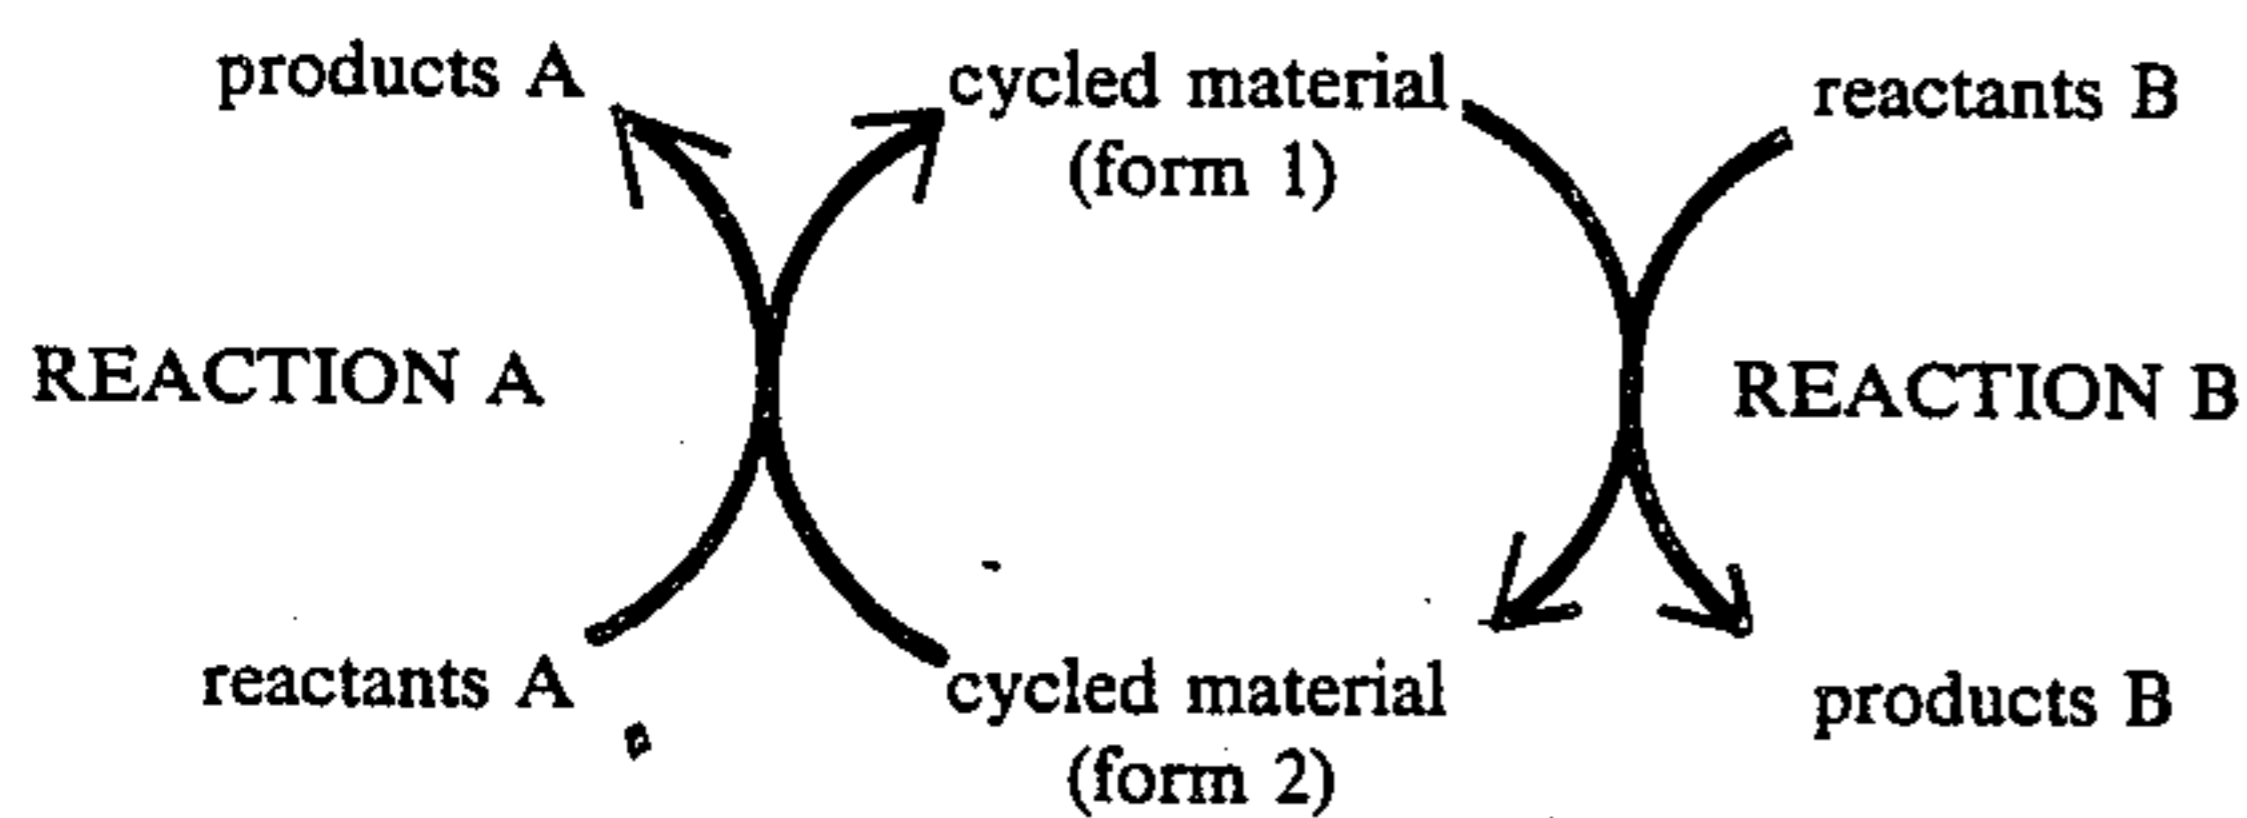 products A
cycled material
(form 1)
reactants B
REACTION A
REACTION B
reactants A
cycled material
(form 2)
products B